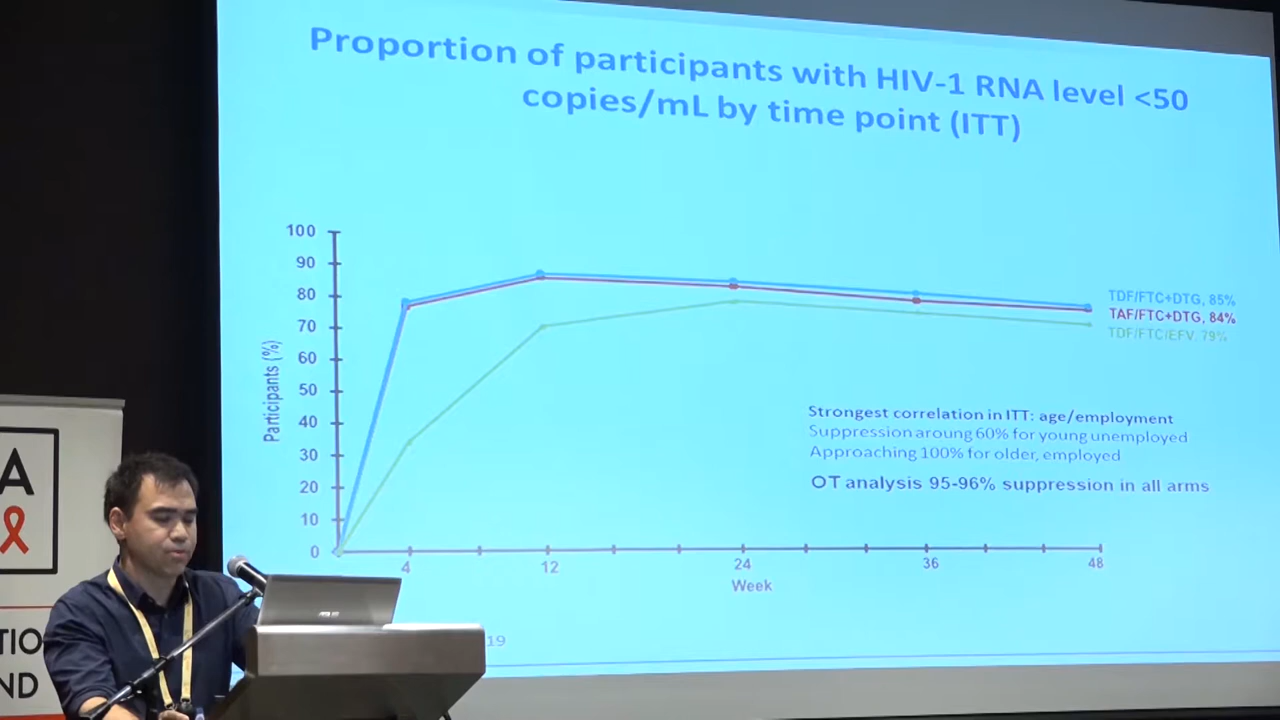 Proportion of participants with HIV-1 RNA level <50
copies/mL by time point (ITT)
100
90
80
70
60
50
40
30
20
10
0
Participants (%)
4
12
24
36
48
Week
TDF/FTC+DTG, 85%
TAF/FTC+DTG, 84%
TDF/FTC/EFV, 79%
Strongest correlation in ITT: age/employment
Suppression aroung 60% for young unemployed
Approaching 100% for older, employed
OT analysis 95-96% suppression in all arms
19
A
TIO
ND